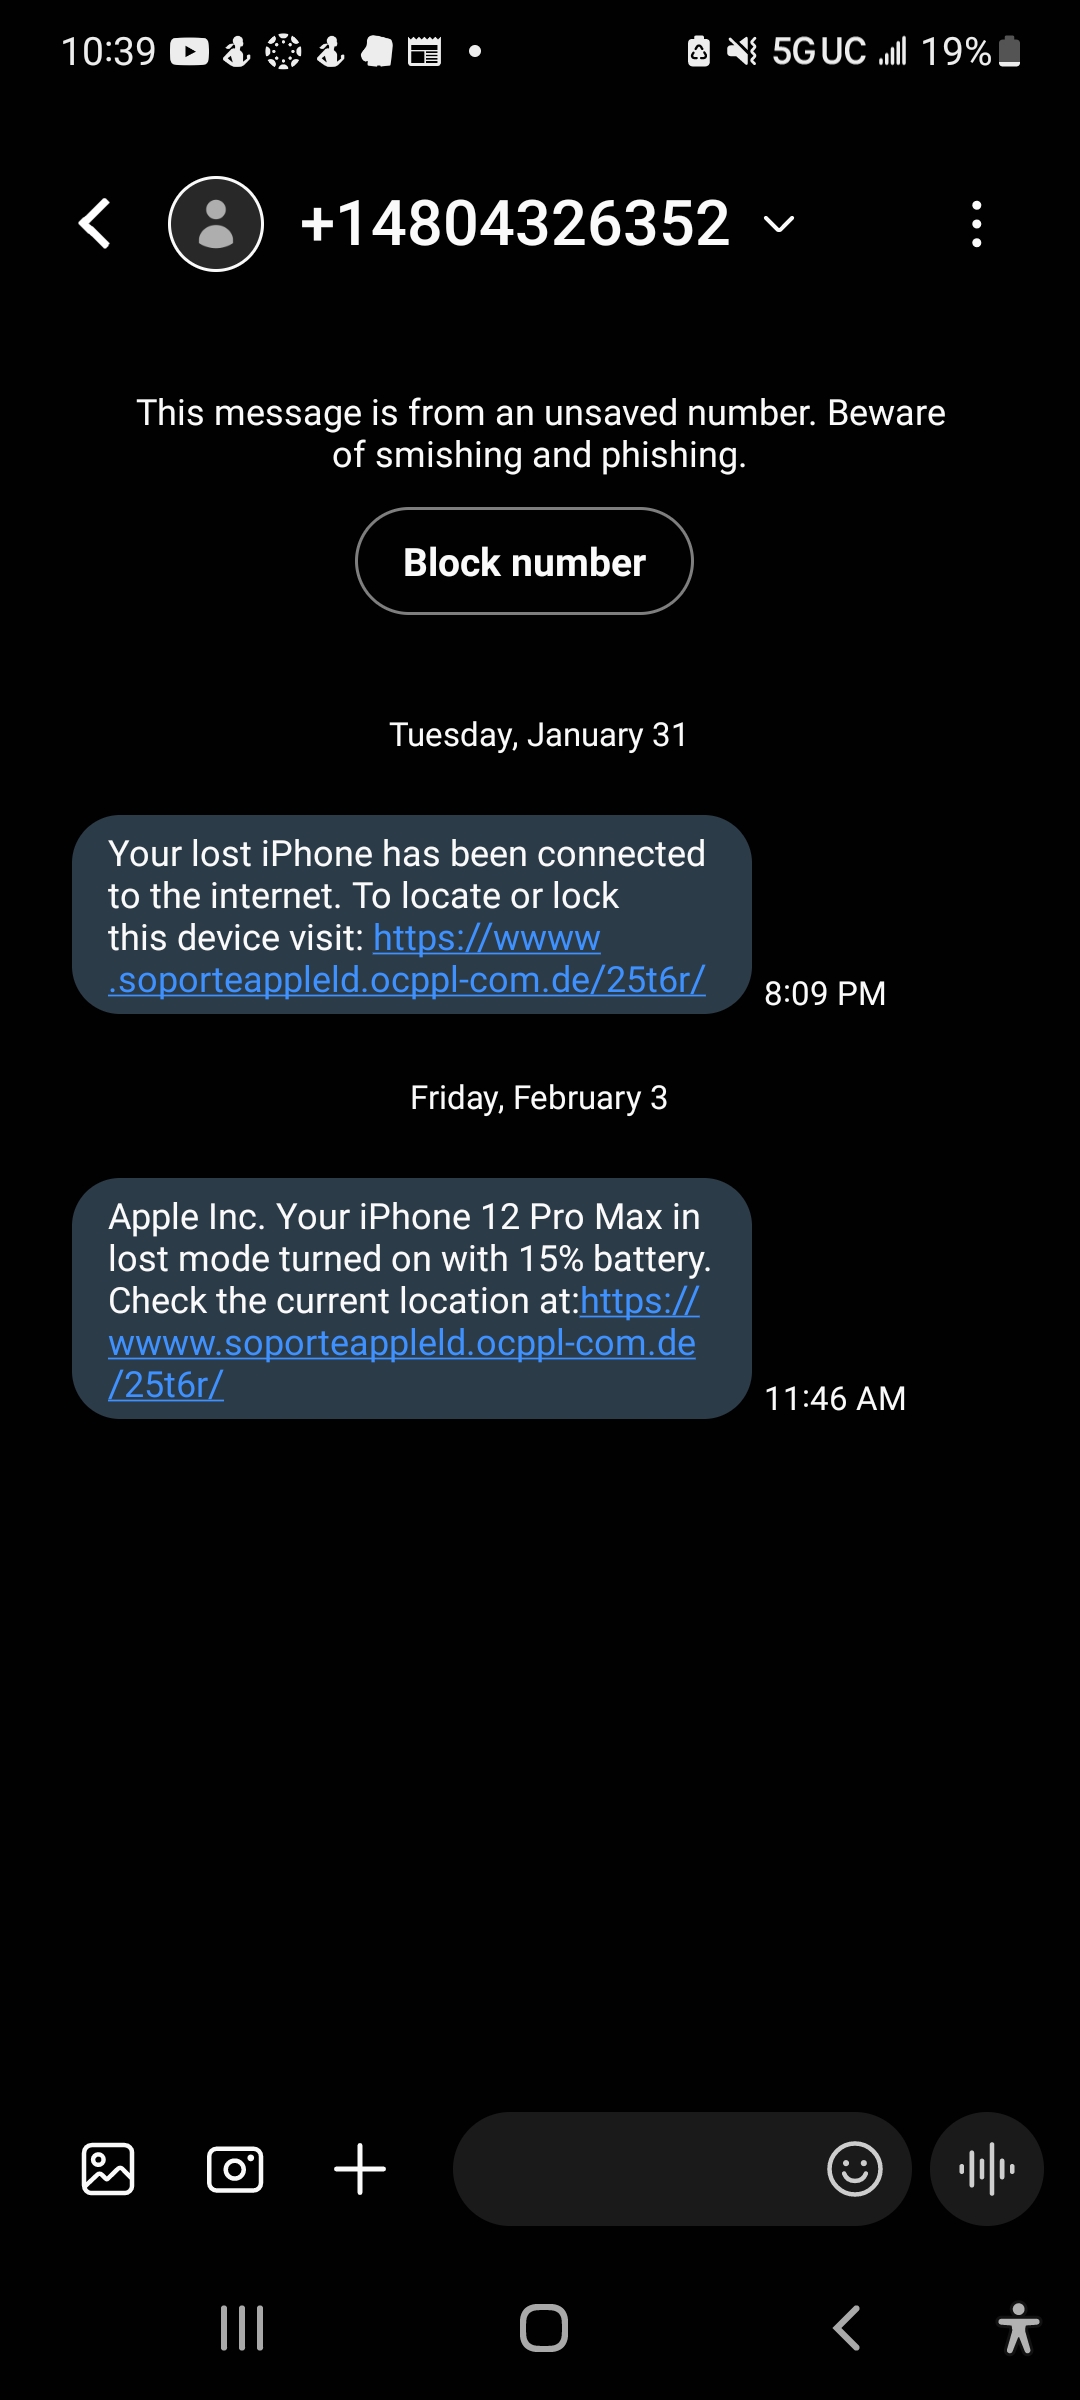 10:39
5G UC
19%
+14804326352
This message is from an unsaved number. Beware
of smishing and phishing.
Block number
Tuesday, January 31
Your lost iPhone has been connected
to the internet. To locate or lock
this device visit: https://wwww
.soporteappleld.ocppl-com.de/25t6r/
8:09 PM
Friday, February 3
Apple Inc. Your iPhone 12 Pro Max in
lost mode turned on with 15% battery.
Check the current location at:https://
wwww.soporteappleld.ocppl-com.de
/25t6r/
11:46 AM